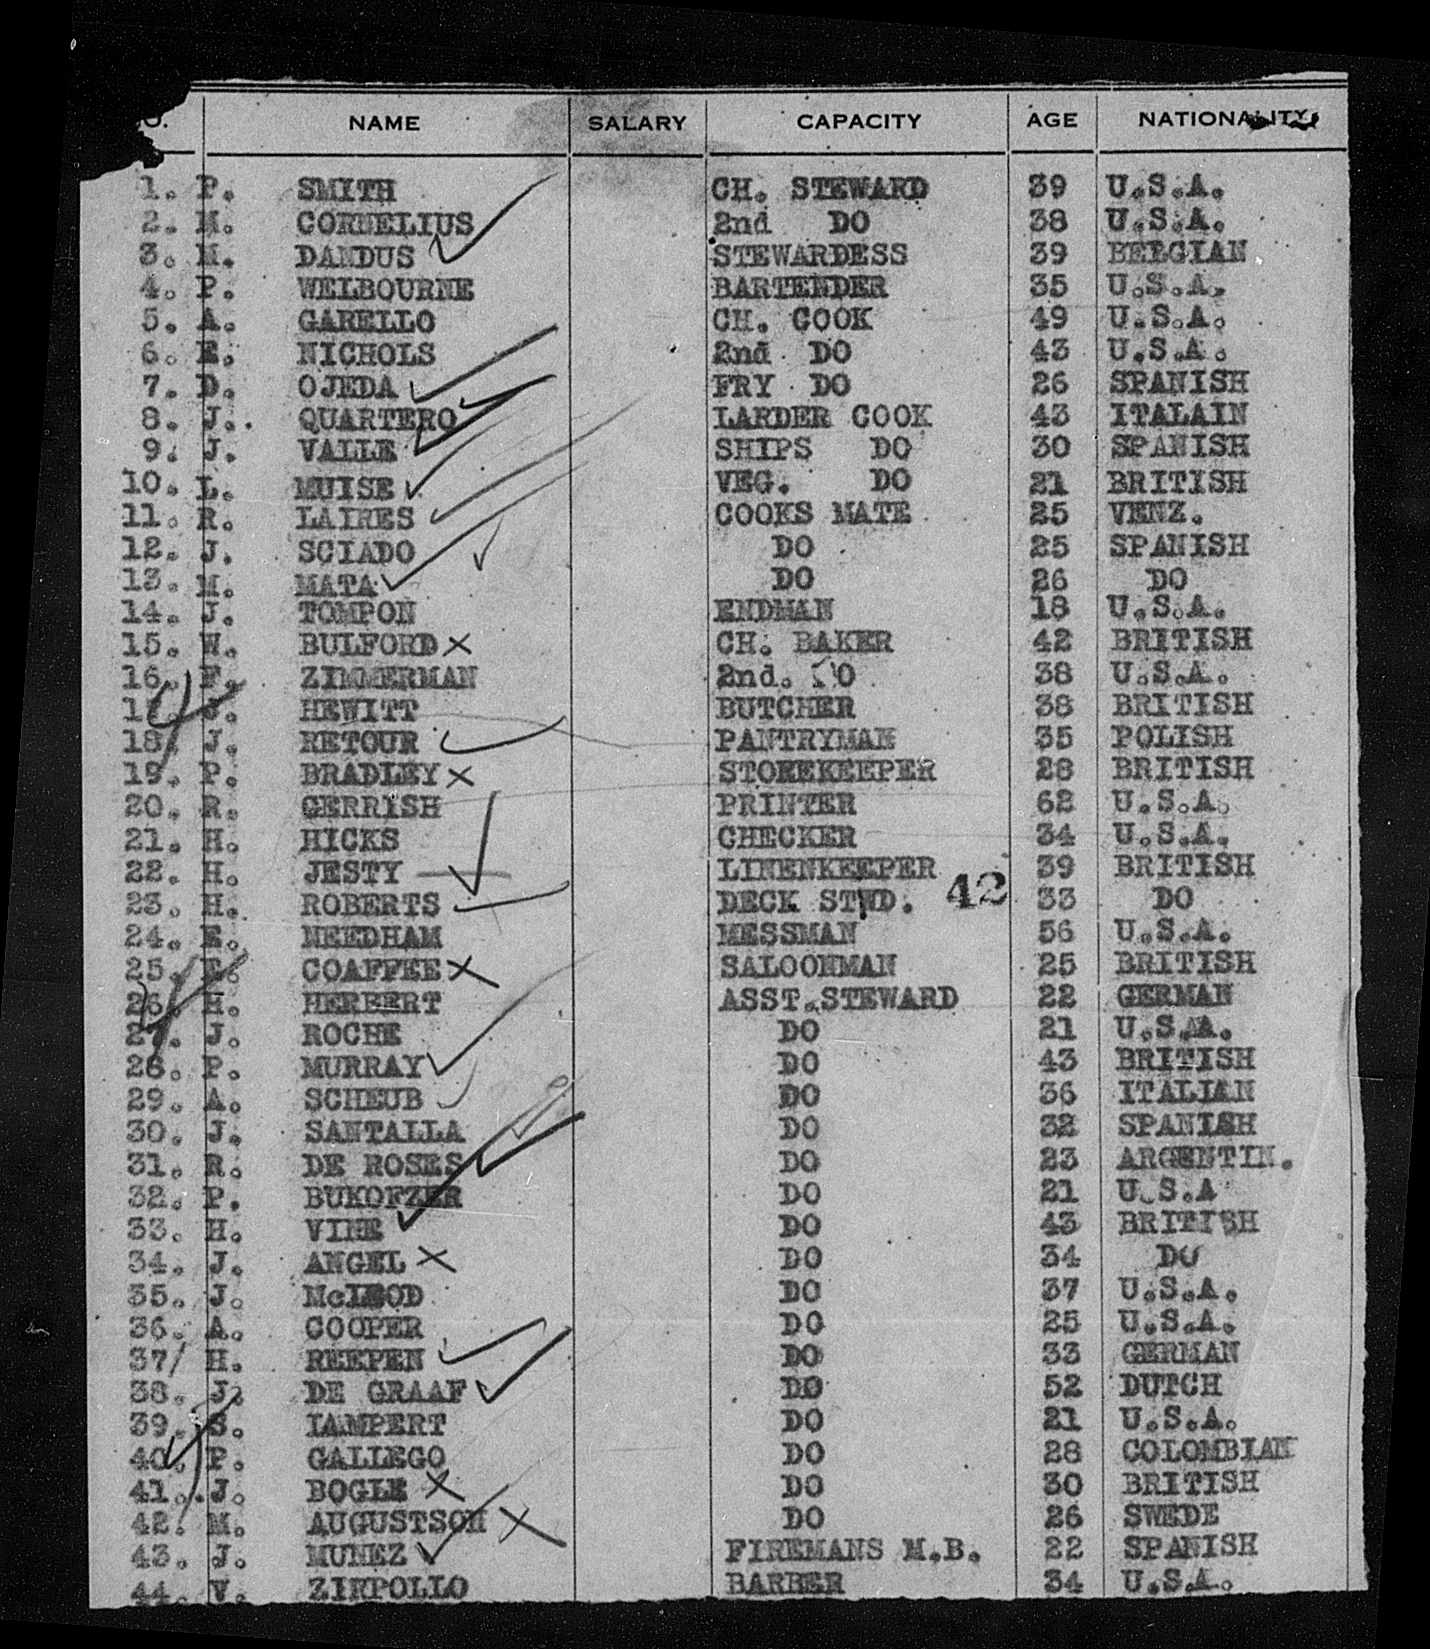 NAME SALARY CAPACITY AGE NATIONALITY
1. P. SMITH CH. STEWARD 39 U.S.A.
2. M. CORNELIUS 2nd DO 38 U.S.A.
3. M. DANDUS STEWARDESS 39 BELGIAN
4. P. WELBOURNE BARTENDER 35 U.S.A.
5. A. GARELLO CH. COOK 49 U.S.A.
6. E. NICHOLS 2nd DO 43 U.S.A.
7. D. OJEDA FRY DO 26 SPANISH
8. J.. QUARTERO LARDER COOK 43 ITALAIN
9. J. VALLE SHIPS DO 30 SPANISH
10. L. MUISE VEG. DO 21 BRITISH
11. R. LAIRES COOKS MATE 25 VENZ.
12. J. SCIADO DO 25 SPANISH
13. M. MATA DO 26 DO
14. J. TOMPON ENDMAN 18 U.S.A.
15. W. BULFORD CH. BAKER 42 BRITISH
16. F. ZIMMERMAN 2nd. DO 38 U.S.A.
17. J. HEWITT BUTCHER 38 BRITISH
18. J. RETOUR PANTRYMAN 35 POLISH
19. P. BRADLEY STOREKEEPER 28 BRITISH
20. R. GERRISH PRINTER 62 U.S.A.
21. H. HICKS CHECKER 34 U.S.A.
22. H. JESTY LINENKEEPER 39 BRITISH
23. H. ROBERTS DECK STWD. 42 33 DO
24. E. NEEDHAM MESSMAN 56 U.S.A.
25. COAFFEE SALOONMAN 25 BRITISH
26. H. HERBERT ASST. STEWARD 22 GERMAN
27. J. ROCHE DO 21 U.S.A.
28. P. MURRAY DO 43 BRITISH
29. A. SCHEUB DO 36 ITALIAN
30. J. SANTALLA DO 32 SPANISH
31. R. DE ROSES DO 23 ARGENTIN.
32. P. BUKOFZER DO 21 U.S.A
33. H. VINE DO 43 BRITISH
34. J. ANGEL DO 34 DO
35. J. McLEOD DO 37 U.S.A.
36. A. COOPER DO 25 U.S.A.
37/ H. REEPEN DO 33 GERMAN
38. J. DE GRAAF DO 52 DUTCH
39. S. LAMPERT DO 21 U.S.A.
40. P. GALLEGO DO 28 COLOMBIAN
41. J. BOGLE DO 30 BRITISH
42. M. AUGUSTSON DO 26 SWEDE
43. J. MUNEZ FIREMANS M.B. 22 SPANISH
44. V. ZIRPOLLO BARBER 34 U.S.A.